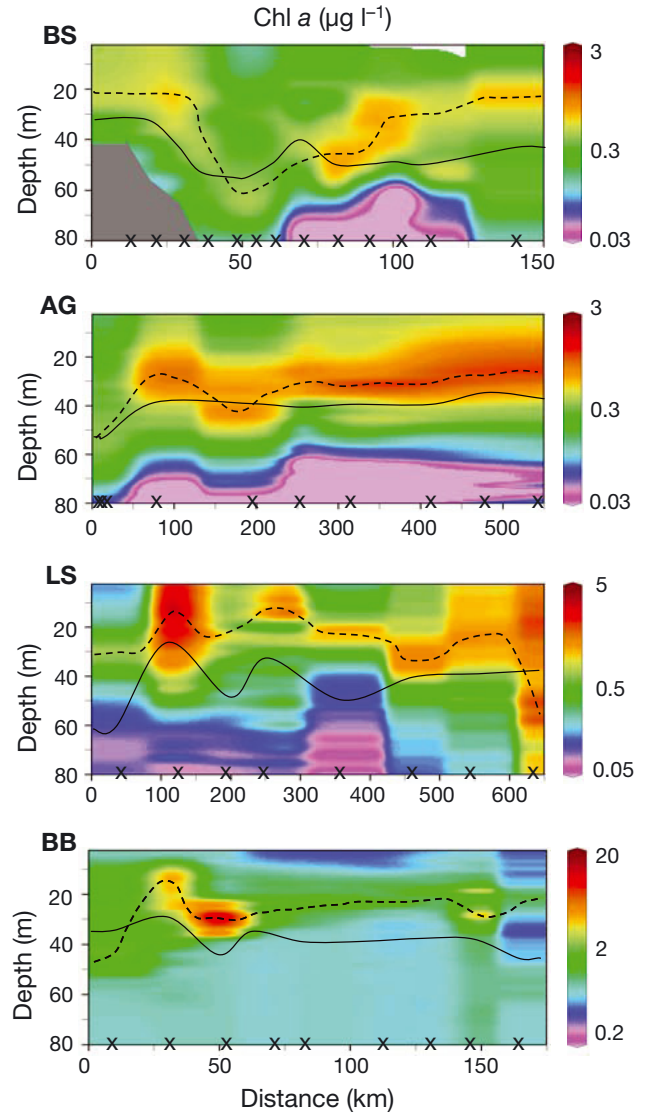 Chl a (µg l–1)
BS
3
0.3
0.03
20
40
60
80
Depth (m)
0 50 100 150
X X X X X X X X X X X X X
AG
3
0.3
0.03
20
40
60
80
Depth (m)
0 100 200 300 400 500
X X X X X X X X X
LS
5
0.5
0.05
20
40
60
80
Depth (m)
0 100 200 300 400 500 600
X X X X X X X X
BB
20
2
0.2
20
40
60
80
Depth (m)
0 50 100 150
X X X X X X X X X
Distance (km)